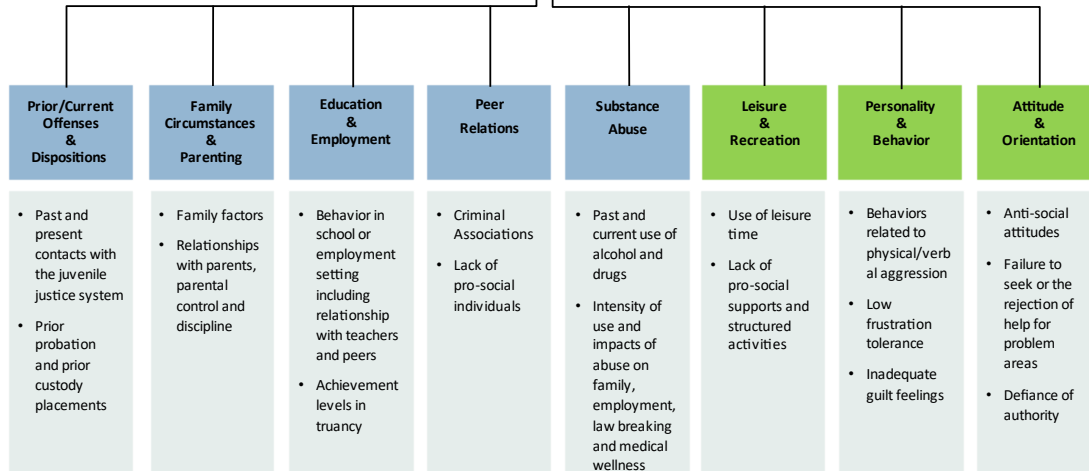 Prior/Current
Offenses
&
Dispositions
Family
Circumstances
&
Parenting
Education
&
Employment
Peer
Relations
Substance
Abuse
Leisure
&
Recreation
Personality
&
Behavior
Attitude
& Orientation
• Past and
present
contacts with
the juvenile
justice system
• Prior
probation
and prior
custody
placements
• Family factors
• Relationships
with parents,
parental
control and
discipline
• Behavior in
school or
employment
setting
including
relationship
with teachers
and peers
• Achievement
levels in
truancy
• Criminal
Associations
• Lack of
pro-social
individuals
• Past and
current use of
alcohol and
drugs
• Intensity of
use and
impacts of
abuse on
family,
employment,
law breaking
and medical
wellness
• Use of leisure
time
• Lack of
pro-social
supports and
structured
activities
• Behaviors
related to
physical/verb
al aggression
• Low
frustration
tolerance
• Inadequate
guilt feelings
• Anti-social
attitudes
• Failure to
seek or the
rejection of
help for
problem
areas
• Defiance of
authority